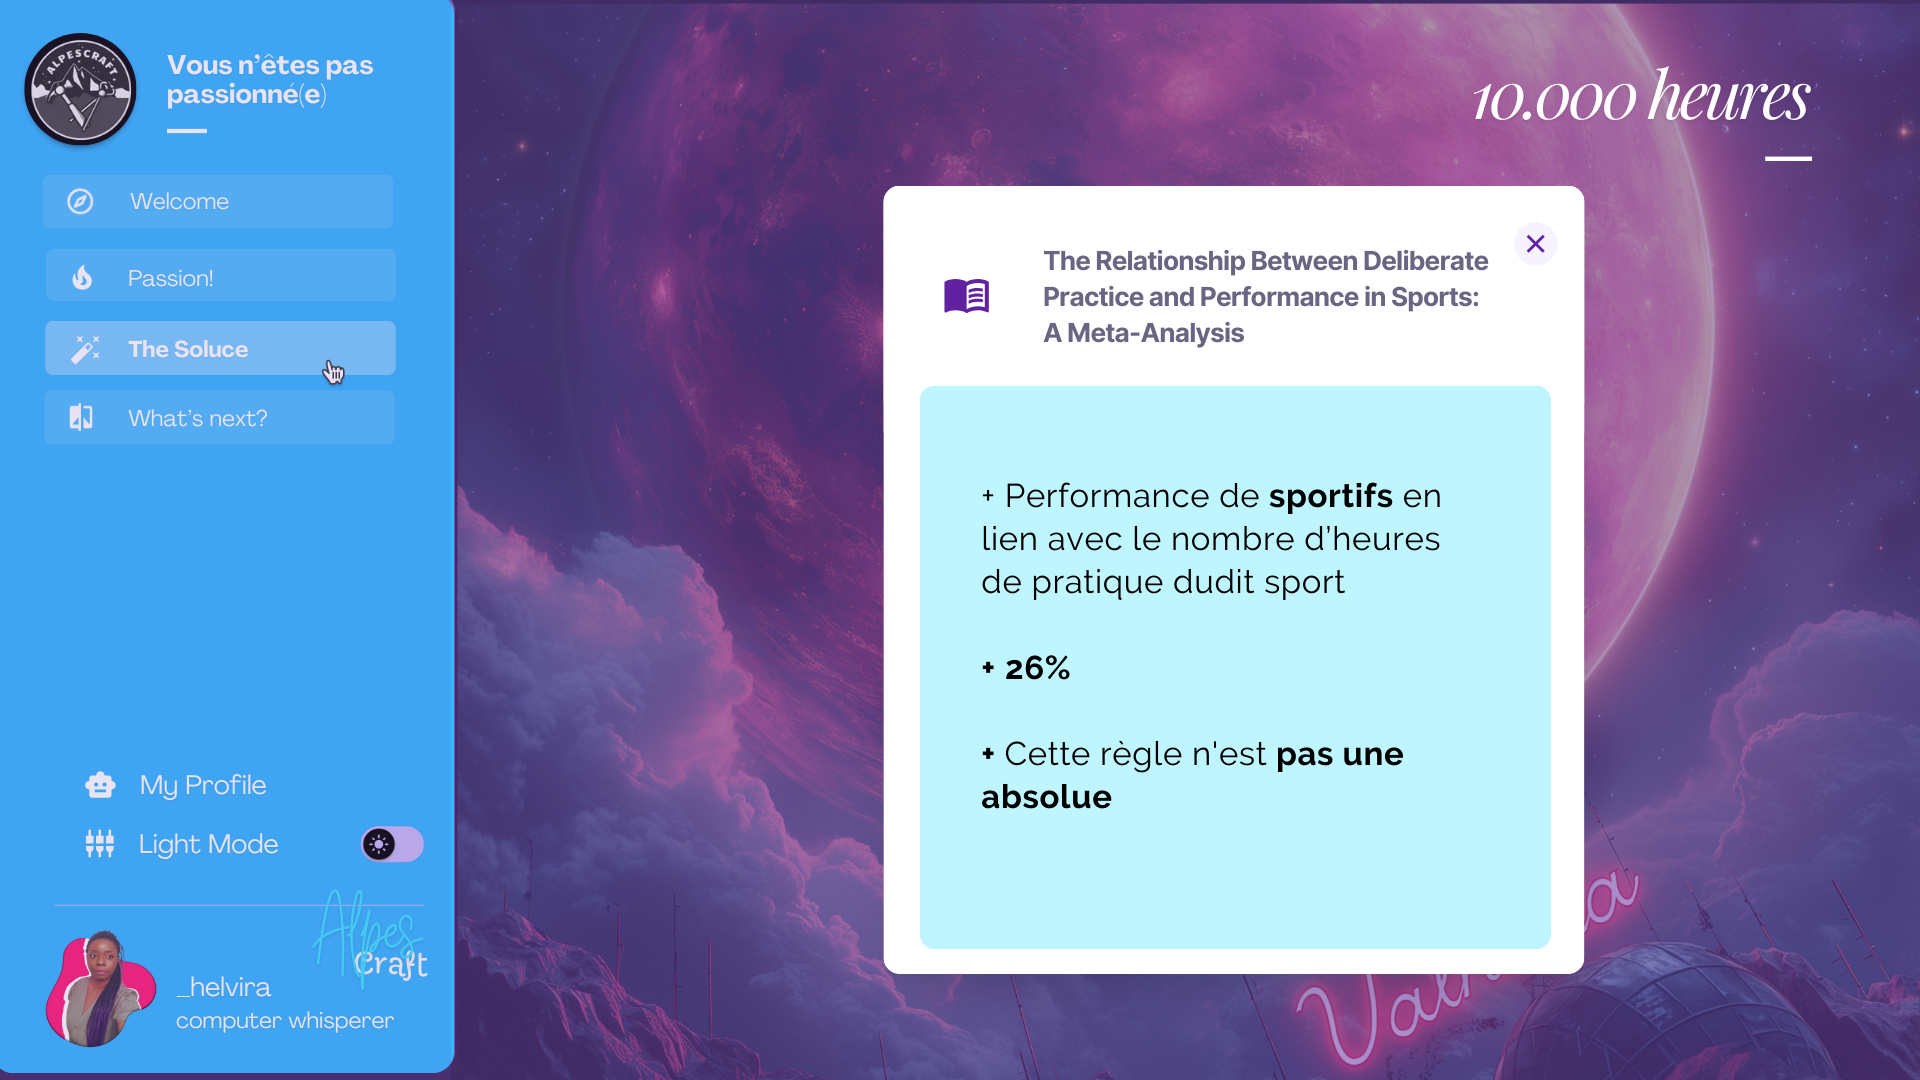 ALPESCRAFT
Vous n’êtes pas
passionné(e)
Welcome
Passion!
The Soluce
What’s next?
My Profile
Light Mode
Alpes
Craft
_helvira
computer whisperer
10.000 heures
The Relationship Between Deliberate
Practice and Performance in Sports:
A Meta-Analysis
+ Performance de sportifs en
lien avec le nombre d’heures
de pratique dudit sport
+ 26%
+ Cette règle n'est pas une
absolue